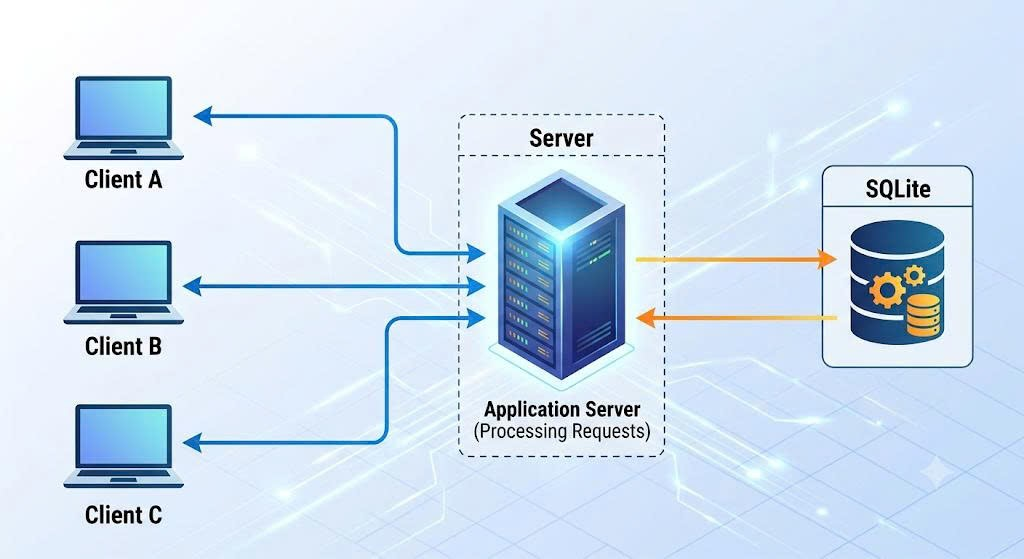 Client A
Client B
Client C
Server
Application Server
(Processing Requests)
SQLite